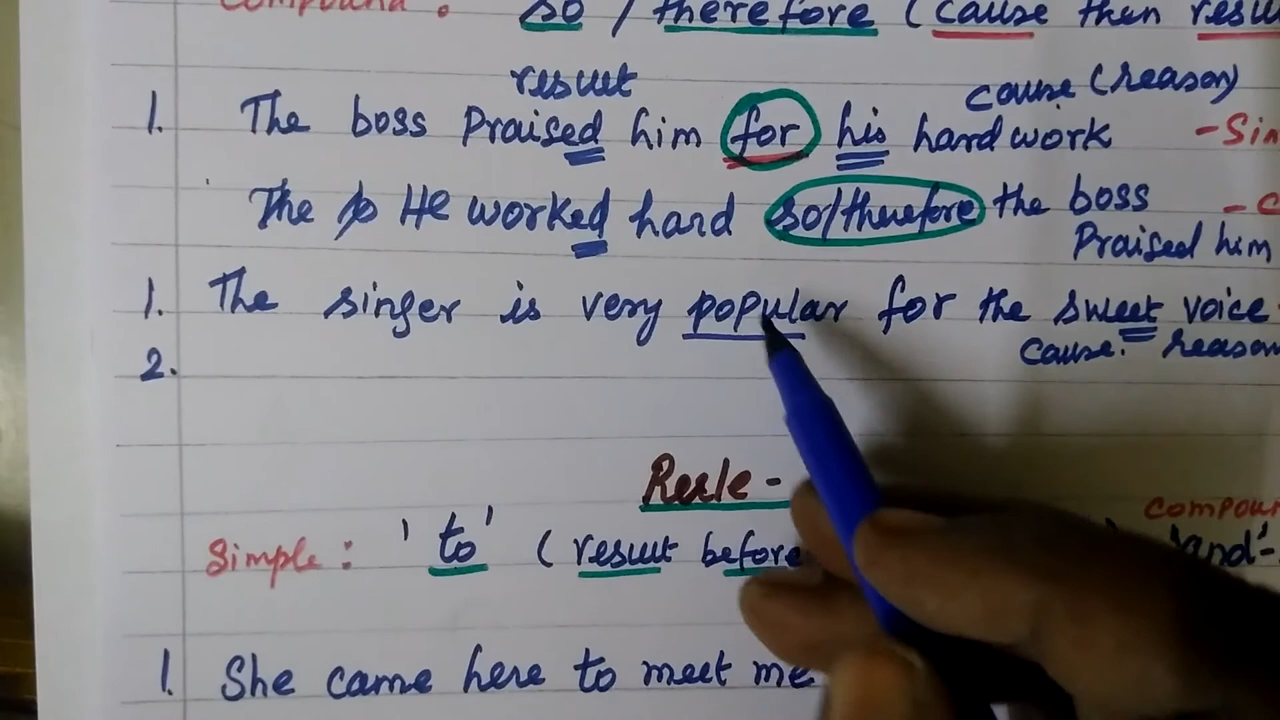 Compound : so / therefore (cause then resu
result cause (reason)
1. The boss Praised him for his hardwork - Sim
The p He worked hard so/therefore the boss - C
Praised him
1. The singer is very popular for the sweet voice.
cause. reason
2.
Rule -
Simple : 'to' (result before
Compoun
'and'-
1. She came here to meet me